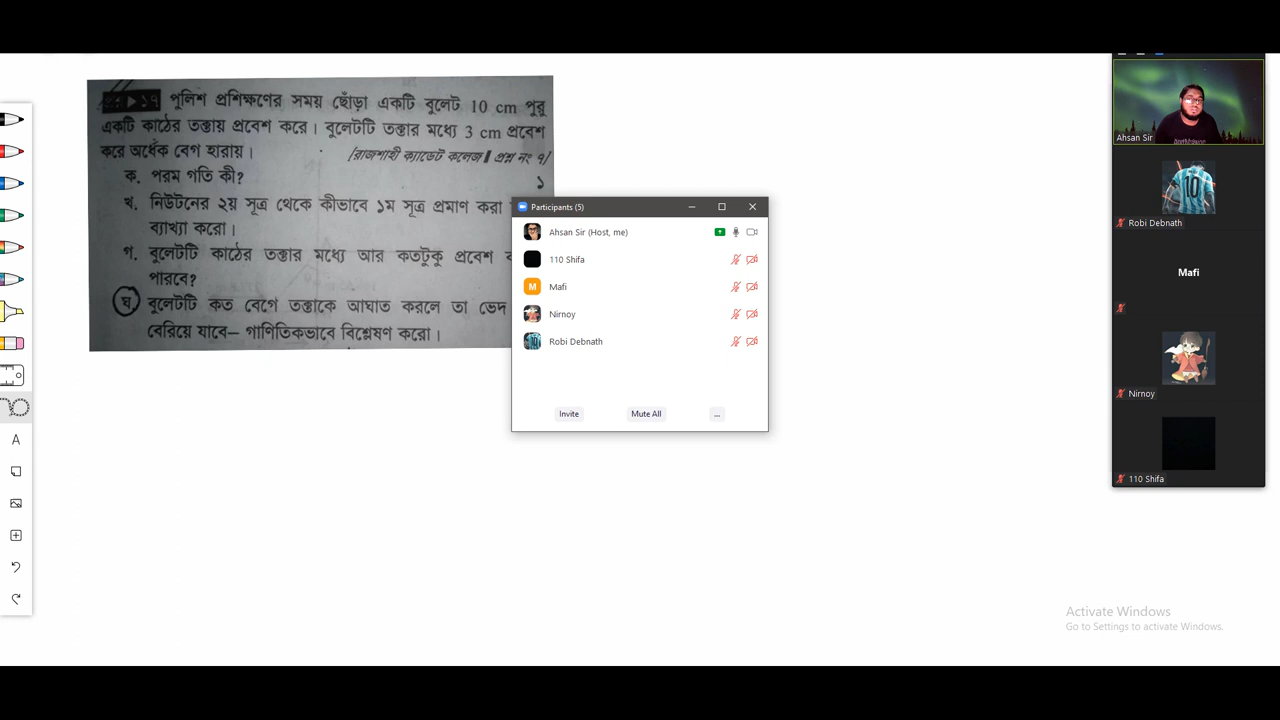 ১৭ পুলিশ প্রশিক্ষণের সময় ছোঁড়া একটি বুলেট 10 cm পুরু
একটি কাঠের তক্তায় প্রবেশ করে। বুলেটটি তক্তার মধ্যে 3 cm প্রবেশ
করে অর্ধেক বেগ হারায়।
[রাজশাহী ক্যাডেট কলেজ। প্রশ্ন নং ৭]
ক. পরম গতি কী?
১
খ. নিউটনের ২য় সূত্র থেকে কীভাবে ১ম সূত্র প্রমাণ করা
ব্যাখ্যা করো।
গ. বুলেটটি কাঠের তক্তার মধ্যে আর কতটুকু প্রবেশ
পারবে?
ঘ. বুলেটটি কত বেগে তক্তাকে আঘাত করলে তা ভেদ
বেরিয়ে যাবে– গাণিতিকভাবে বিশ্লেষণ করো।
Participants (5)
Ahsan Sir (Host, me)
110 Shifa
M Mafi
Nirnoy
Robi Debnath
Invite
Mute All
...
A
Ahsan Sir
10
Robi Debnath
Mafi
Nirnoy
110 Shifa
Activate Windows
Go to Settings to activate Windows.